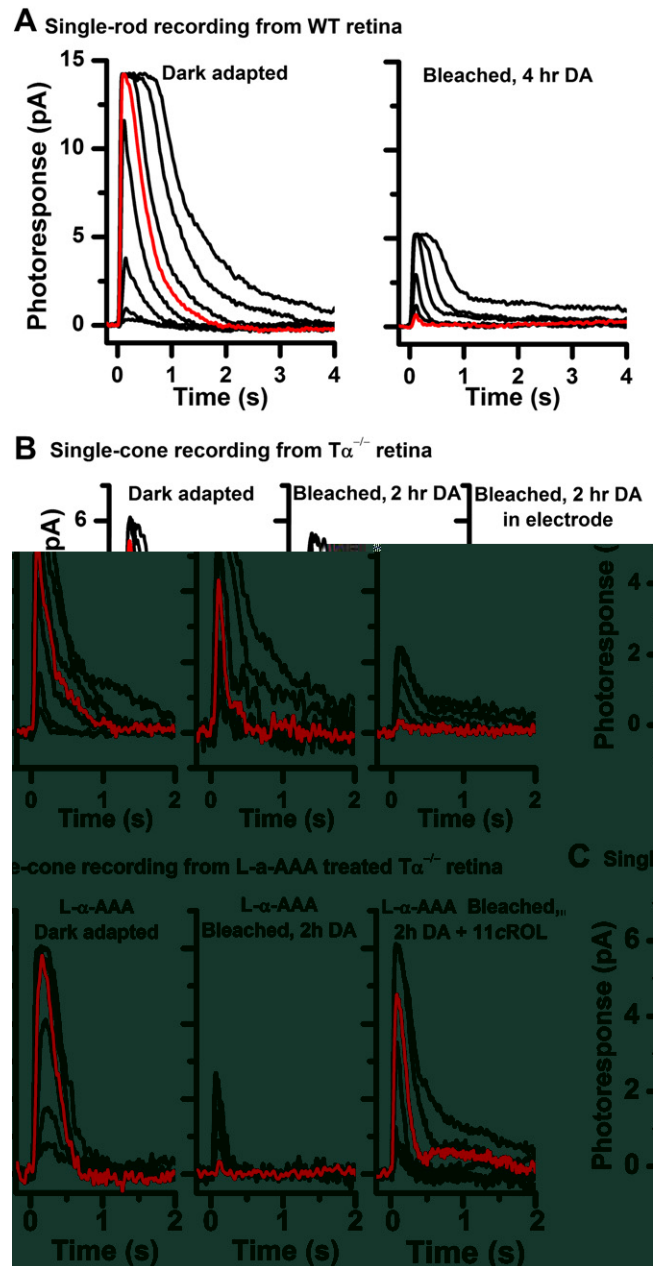 A Single-rod recording from WT retina
Dark adapted
Bleached, 4 hr DA
Photoresponse (pA)
15
10
5
0
0 1 2 3 4
0 1 2 3 4
Time (s)
Time (s)
B Single-cone recording from Tα−/− retina
Dark adapted
Bleached, 2 hr DA
Bleached, 2 hr DA
in electrode
6
(pA)
4
2
0
Photoresponse (
0 2
0 2
0 2
Time (s)
Time (s)
Time (s)
e-cone recording from L-a-AAA treated Tα−/− retina
C Singl
L-α-AAA
Dark adapted
L-α-AAA
Bleached, 2h DA
L-α-AAA Bleached,
2h DA + 11cROL
6
4
2
0
Photoresponse (pA)
0 1 2
0 1 2
0 1 2
Time (s)
Time (s)
Time (s)